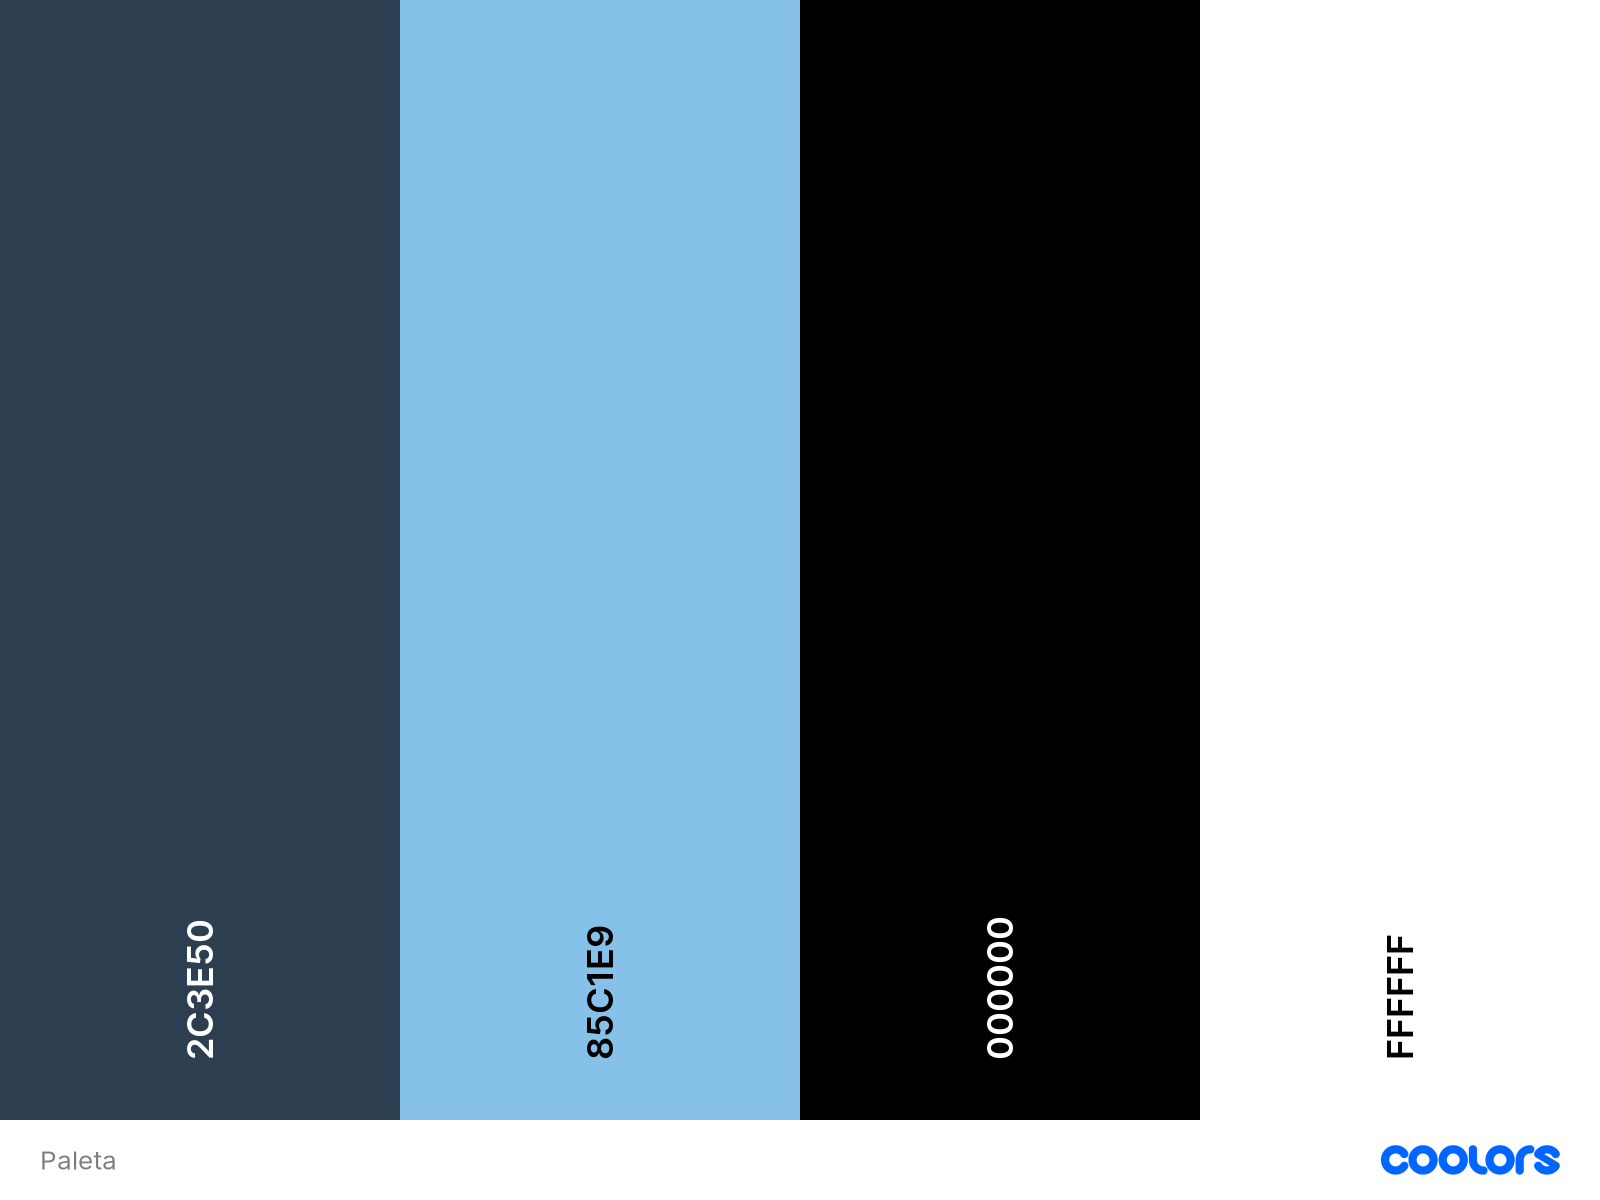 2C3E50
85C1E9
000000
FFFFFF
Paleta
coolors